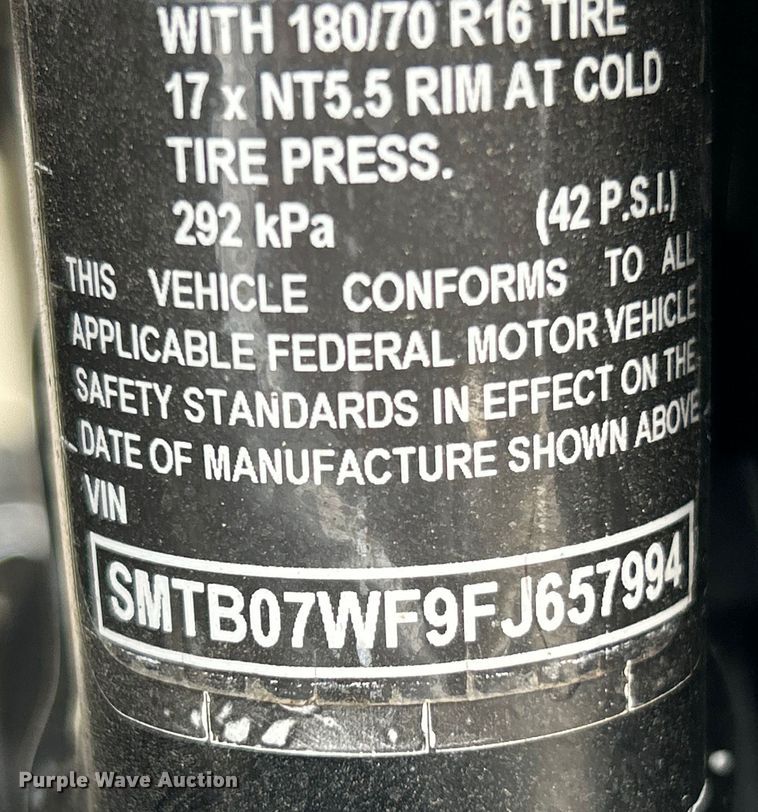 WITH 180/70 R16 TIRE
17 x NT5.5 RIM AT COLD
TIRE PRESS.
292 kPa (42 P.S.I.)
THIS VEHICLE CONFORMS TO ALL
APPLICABLE FEDERAL MOTOR VEHICLE
SAFETY STANDARDS IN EFFECT ON THE
DATE OF MANUFACTURE SHOWN ABOVE
VIN
SMTB07WF9FJ657994
Purple Wave Auction